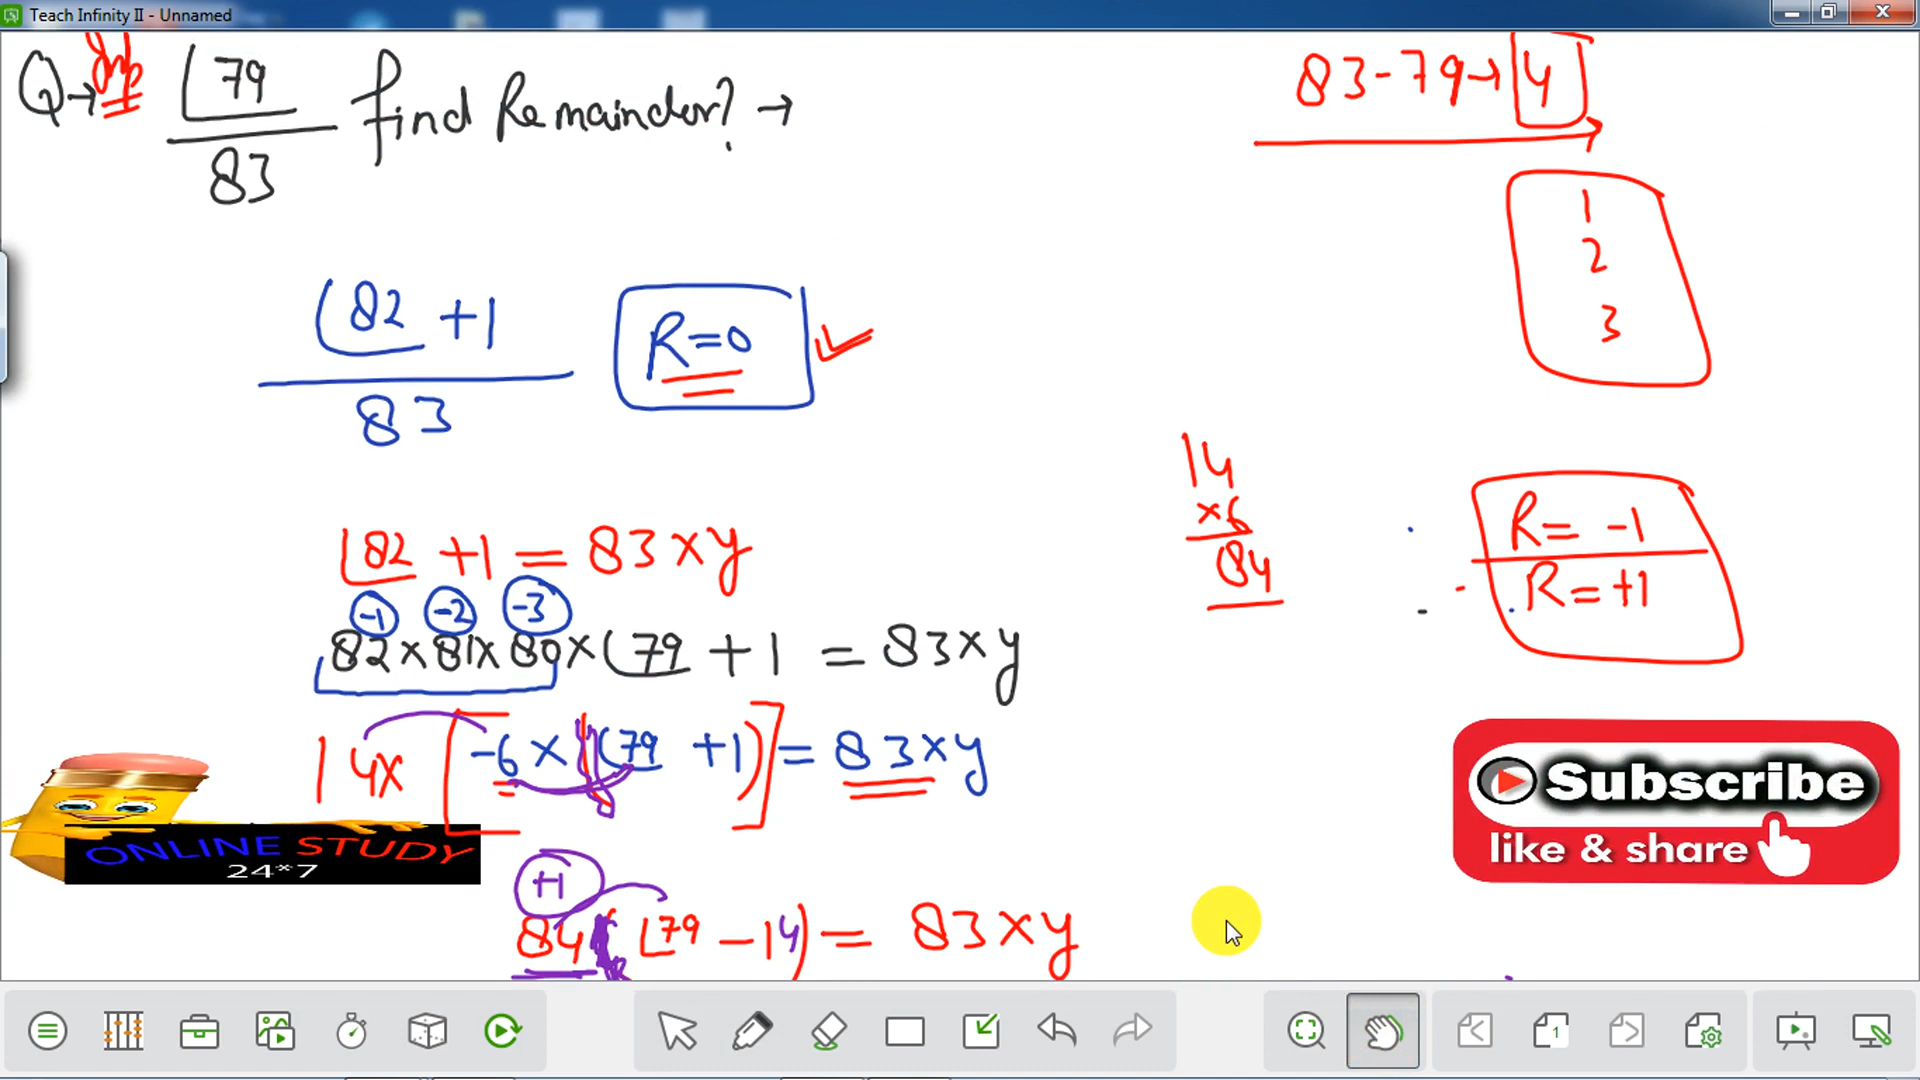 Teach Infinity II - Unnamed
Q→ Imp 79 / 83 find Remainder? →
83-79→ 4
1
2
3
82 +1
83
R=0
14
×6
84
R= -1
R= +1
82 +1 = 83×y
-1 -2 -3
82×81×80×79 +1 = 83×y
14×[-6×(79 +1)] = 83×y
ONLINE STUDY
24*7
Subscribe
like & share
+1
84(79 -14) = 83×y
1